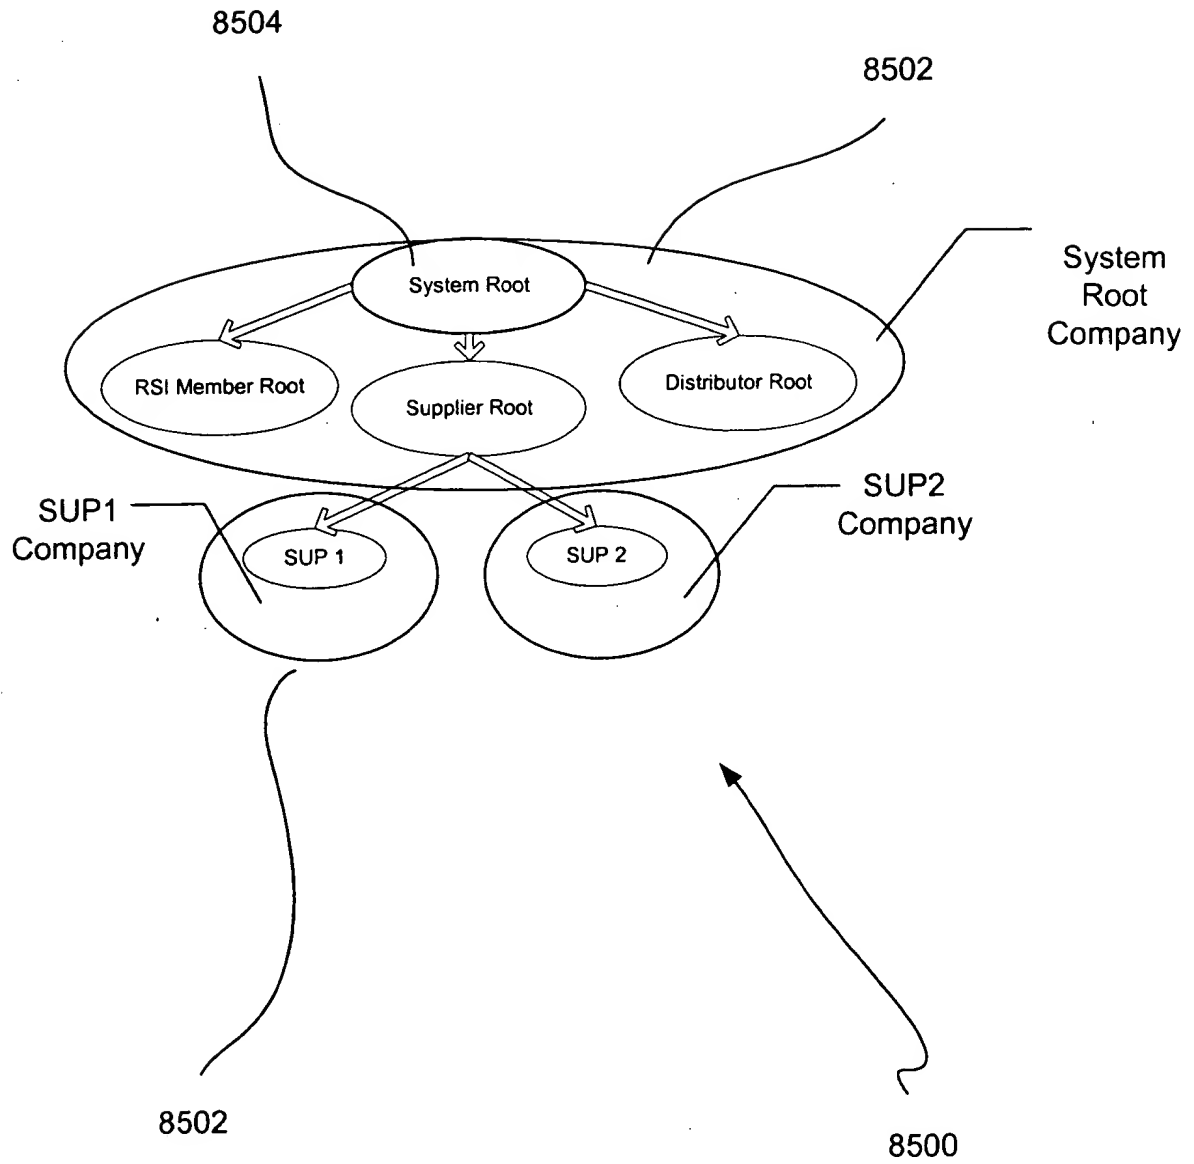 8504
8502
System Root
System
Root
Company
RSI Member Root
Supplier Root
Distributor Root
SUP1
Company
SUP 1
SUP 2
SUP2
Company
8502
8500